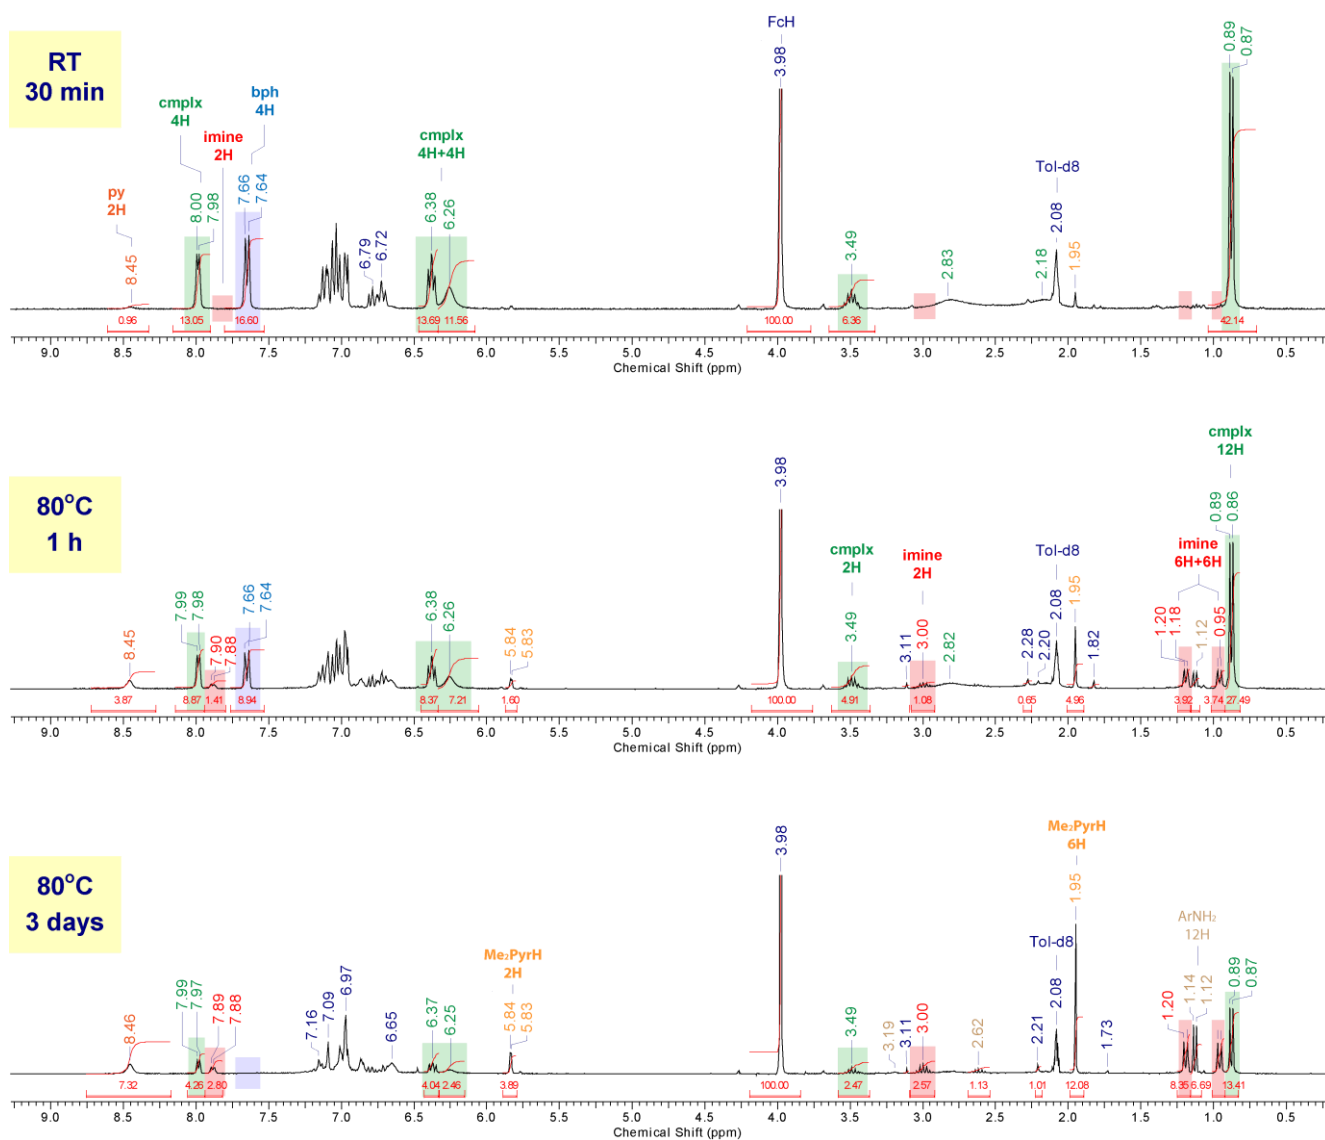 RT
30 min
py
2H
8.45
cmplx
4H
8.00
7.98
imine
2H
bph
4H
7.66
7.64
6.79
6.72
cmplx
4H+4H
6.38
6.26
FcH
3.98
3.49
2.83
2.18
Tol-d8
2.08
1.95
0.89
0.87
0.96 13.05 16.60 13.69 11.56 100.00 6.36 42.14
9.0 8.5 8.0 7.5 7.0 6.5 6.0 5.5 5.0 4.5 4.0 3.5 3.0 2.5 2.0 1.5 1.0 0.5
Chemical Shift (ppm)
80°C
1 h
8.45
7.99
7.98
7.90
7.88
7.66
7.64
6.38
6.26
5.84
5.83
3.98
cmplx
2H
3.49
3.11
imine
2H
3.00
2.82
2.28
2.20
Tol-d8
2.08
1.95
1.82
imine
6H+6H
1.20
1.18
1.12
0.95
cmplx
12H
0.89
0.86
3.87 8.87 1.41 8.94 8.37 7.21 1.60 100.00 4.91 1.08 0.65 4.96 3.92 3.74 27.49
9.0 8.5 8.0 7.5 7.0 6.5 6.0 5.5 5.0 4.5 4.0 3.5 3.0 2.5 2.0 1.5 1.0 0.5
Chemical Shift (ppm)
80°C
3 days
8.46
7.99
7.97
7.89
7.88
7.16
7.09
6.97
6.65
6.37
6.25
Me₂PyrH
2H
5.84
5.83
3.98
3.49
3.19
3.11
3.00
2.62
2.21
Tol-d8
2.08
Me₂PyrH
6H
1.95
1.73
1.20
ArNH₂
12H
1.14
1.12
0.89
0.87
7.32 4.26 2.80 4.04 2.46 3.89 100.00 2.47 2.57 1.13 1.01 12.08 8.35 6.69 13.41
9.0 8.5 8.0 7.5 7.0 6.5 6.0 5.5 5.0 4.5 4.0 3.5 3.0 2.5 2.0 1.5 1.0 0.5
Chemical Shift (ppm)